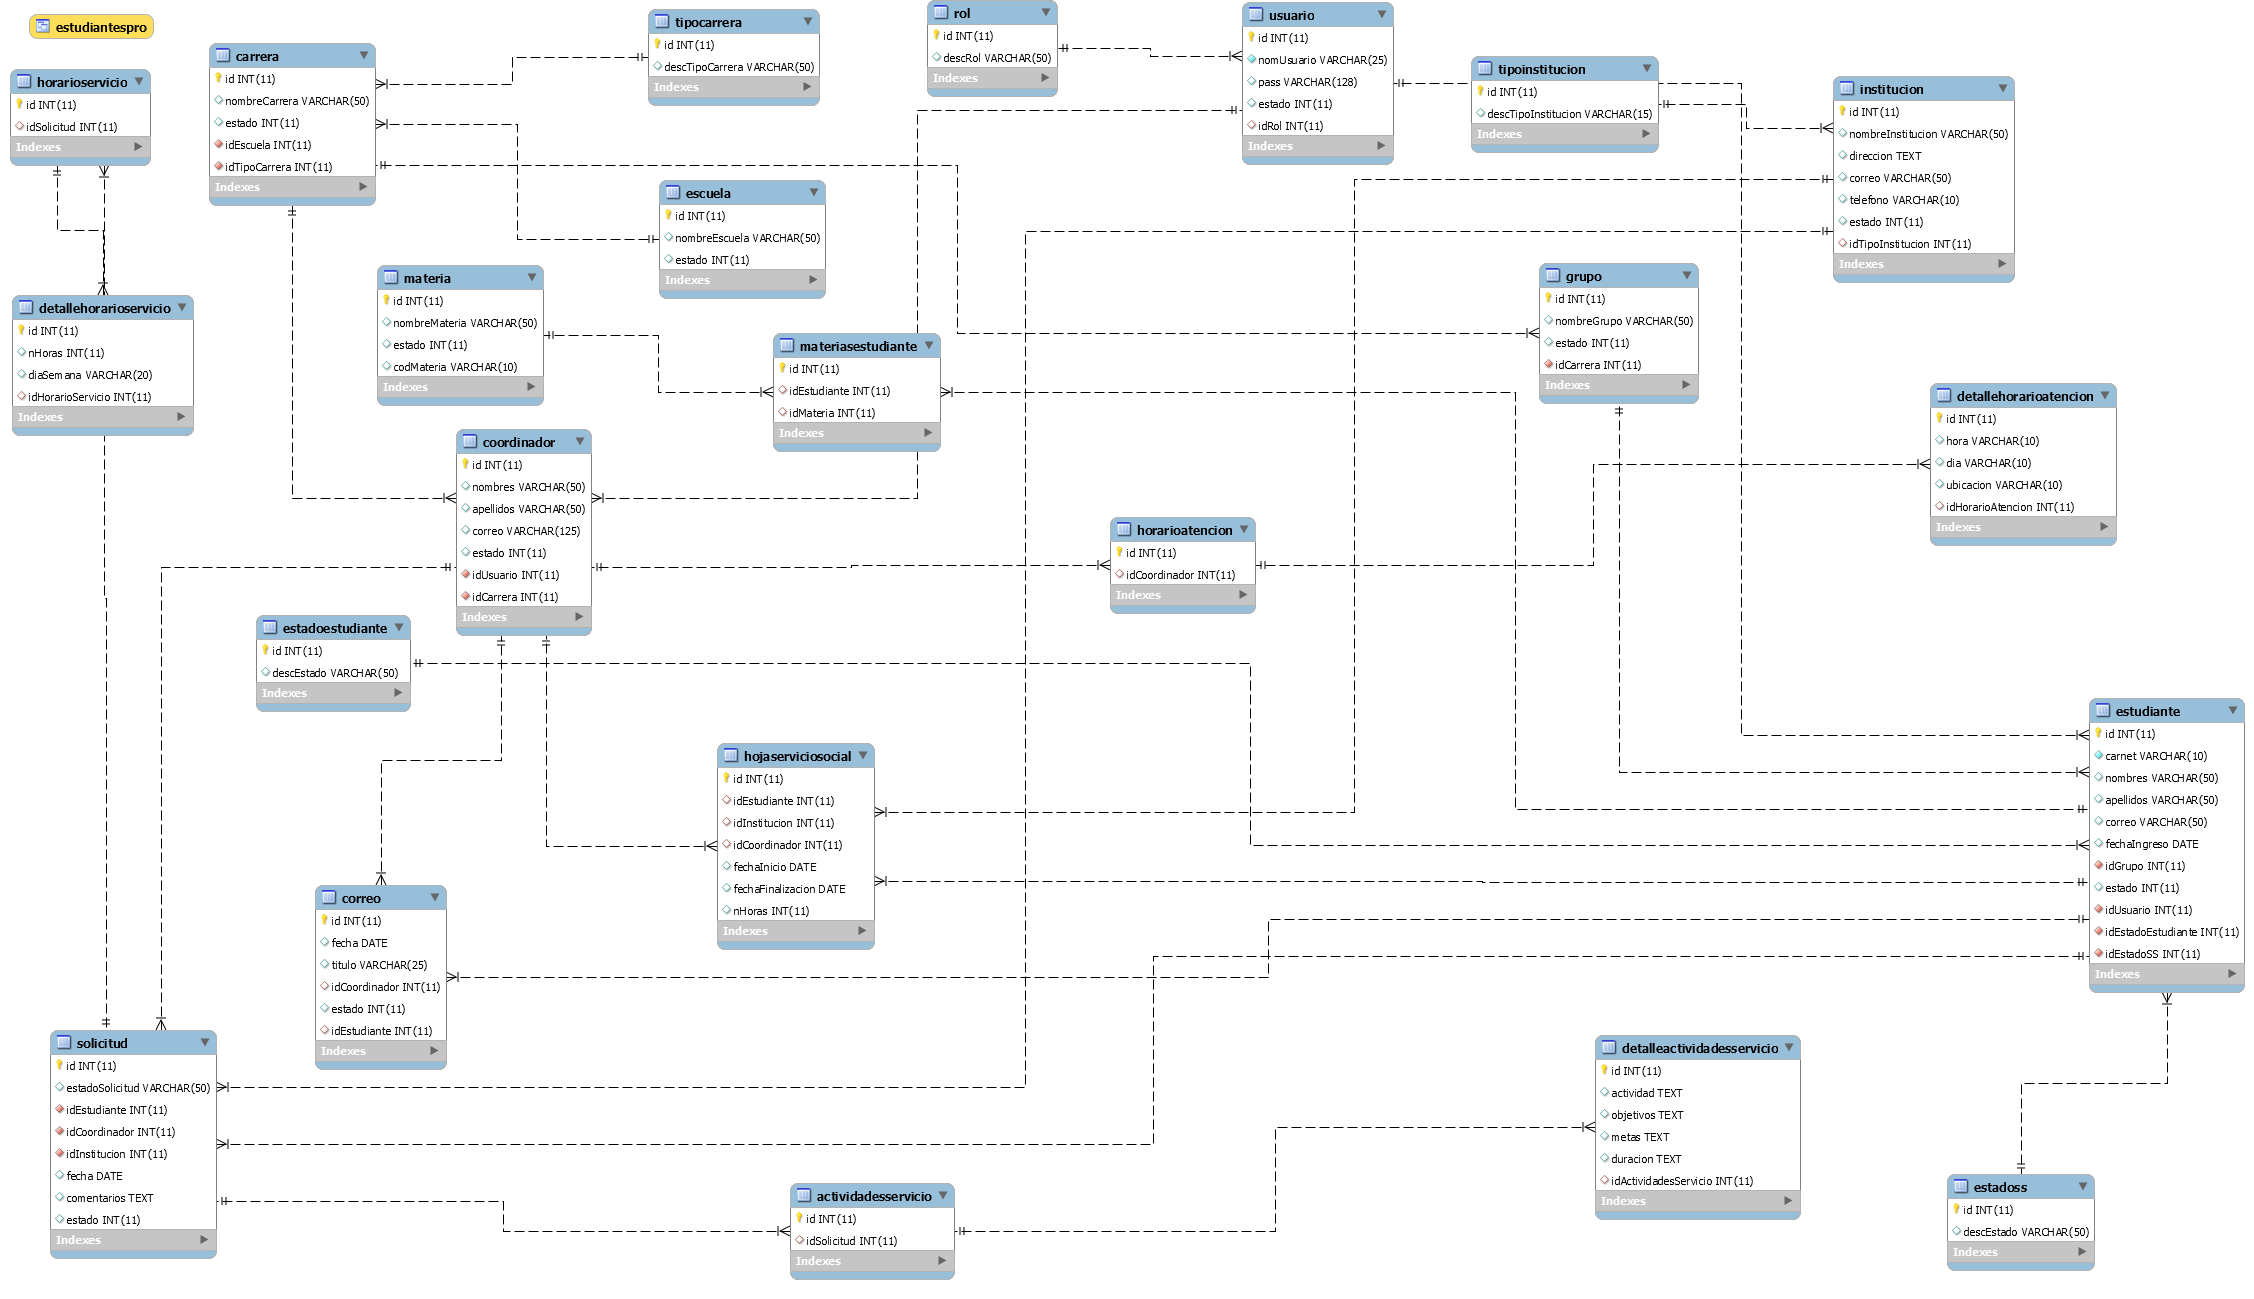 estudiantespro
horarioservicio
id INT(11)
idSolicitud INT(11)
Indexes
carrera
id INT(11)
nombreCarrera VARCHAR(50)
estado INT(11)
idEscuela INT(11)
idTipoCarrera INT(11)
Indexes
tipocarrera
id INT(11)
descTipoCarrera VARCHAR(50)
Indexes
rol
id INT(11)
descRol VARCHAR(50)
Indexes
usuario
id INT(11)
nomUsuario VARCHAR(25)
pass VARCHAR(128)
estado INT(11)
idRol INT(11)
Indexes
tipoinstitucion
id INT(11)
descTipoInstitucion VARCHAR(15)
Indexes
institucion
id INT(11)
nombreInstitucion VARCHAR(50)
direccion TEXT
correo VARCHAR(50)
telefono VARCHAR(10)
estado INT(11)
idTipoInstitucion INT(11)
Indexes
escuela
id INT(11)
nombreEscuela VARCHAR(50)
estado INT(11)
Indexes
materia
id INT(11)
nombreMateria VARCHAR(50)
estado INT(11)
codMateria VARCHAR(10)
Indexes
grupo
id INT(11)
nombreGrupo VARCHAR(50)
estado INT(11)
idCarrera INT(11)
Indexes
detallehorarioservicio
id INT(11)
nHoras INT(11)
diaSemana VARCHAR(20)
idHorarioServicio INT(11)
Indexes
materiasestudiante
id INT(11)
idEstudiante INT(11)
idMateria INT(11)
Indexes
detallehorarioatencion
id INT(11)
hora VARCHAR(10)
dia VARCHAR(10)
ubicacion VARCHAR(10)
idHorarioAtencion INT(11)
Indexes
coordinador
id INT(11)
nombres VARCHAR(50)
apellidos VARCHAR(50)
correo VARCHAR(125)
estado INT(11)
idUsuario INT(11)
idCarrera INT(11)
Indexes
horarioatencion
id INT(11)
idCoordinador INT(11)
Indexes
estadoestudiante
id INT(11)
descEstado VARCHAR(50)
Indexes
estudiante
id INT(11)
carnet VARCHAR(10)
nombres VARCHAR(50)
apellidos VARCHAR(50)
correo VARCHAR(50)
fechaIngreso DATE
idGrupo INT(11)
estado INT(11)
idUsuario INT(11)
idEstadoEstudiante INT(11)
idEstadoSS INT(11)
Indexes
hojaserviciosocial
id INT(11)
idEstudiante INT(11)
idInstitucion INT(11)
idCoordinador INT(11)
fechaInicio DATE
fechaFinalizacion DATE
nHoras INT(11)
Indexes
correo
id INT(11)
fecha DATE
titulo VARCHAR(25)
idCoordinador INT(11)
estado INT(11)
idEstudiante INT(11)
Indexes
solicitud
id INT(11)
estadoSolicitud VARCHAR(50)
idEstudiante INT(11)
idCoordinador INT(11)
idInstitucion INT(11)
fecha DATE
comentarios TEXT
estado INT(11)
Indexes
detalleactividadesservicio
id INT(11)
actividad TEXT
objetivos TEXT
metas TEXT
duracion TEXT
idActividadesServicio INT(11)
Indexes
actividadesservicio
id INT(11)
idSolicitud INT(11)
Indexes
estadoss
id INT(11)
descEstado VARCHAR(50)
Indexes